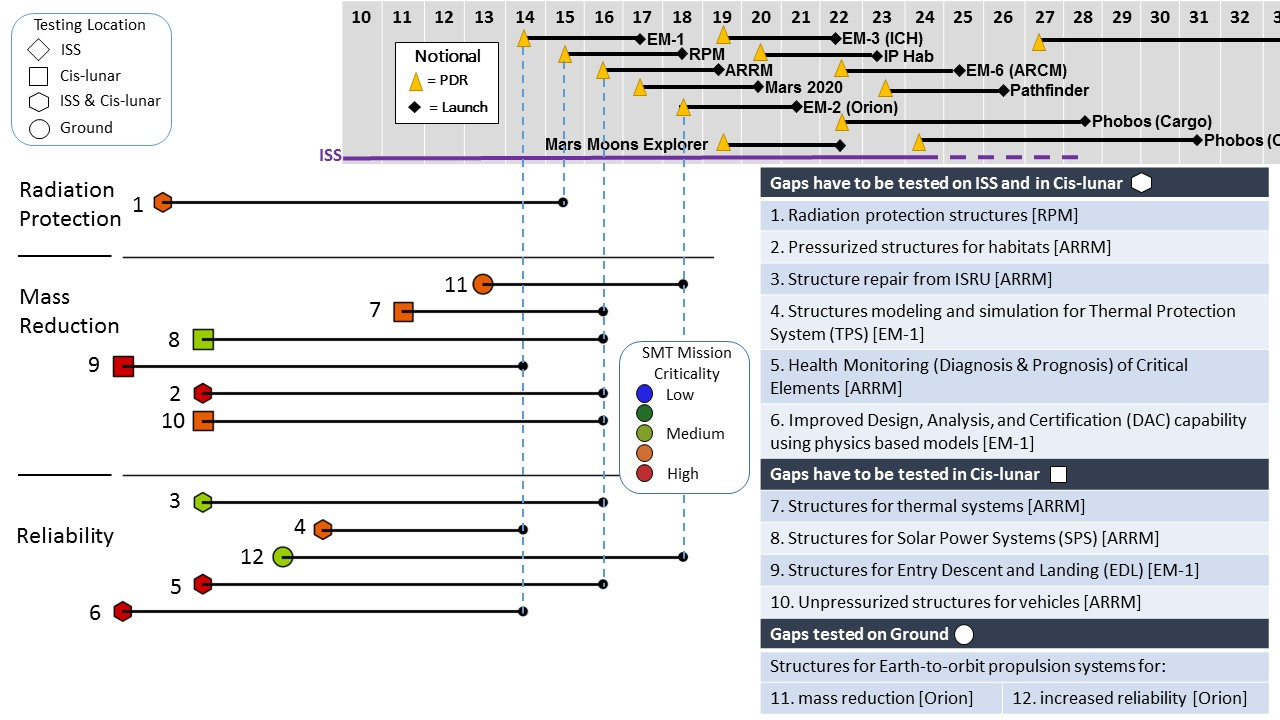 Testing Location
ISS
Cis-lunar
ISS & Cis-lunar
Ground
10 11 12 13 14 15 16 17 18 19 20 21 22 23 24 25 26 27 28 29 30 31 32 3
Notional
= PDR
= Launch
EM-1
EM-3 (ICH)
RPM
IP Hab
ARRM
EM-6 (ARCM)
Mars 2020
Pathfinder
EM-2 (Orion)
Phobos (Cargo)
Mars Moons Explorer
Phobos (C
ISS
Radiation
Protection
1
Mass
Reduction
11
7
8
9
2
10
Reliability
3
4
12
5
6
SMT Mission
Criticality
Low
Medium
High
Gaps have to be tested on ISS and in Cis-lunar
1. Radiation protection structures [RPM]
2. Pressurized structures for habitats [ARRM]
3. Structure repair from ISRU [ARRM]
4. Structures modeling and simulation for Thermal Protection
System (TPS) [EM-1]
5. Health Monitoring (Diagnosis & Prognosis) of Critical
Elements [ARRM]
6. Improved Design, Analysis, and Certification (DAC) capability
using physics based models [EM-1]
Gaps have to be tested in Cis-lunar
7. Structures for thermal systems [ARRM]
8. Structures for Solar Power Systems (SPS) [ARRM]
9. Structures for Entry Descent and Landing (EDL) [EM-1]
10. Unpressurized structures for vehicles [ARRM]
Gaps tested on Ground
Structures for Earth-to-orbit propulsion systems for:
11. mass reduction [Orion]
12. increased reliability [Orion]